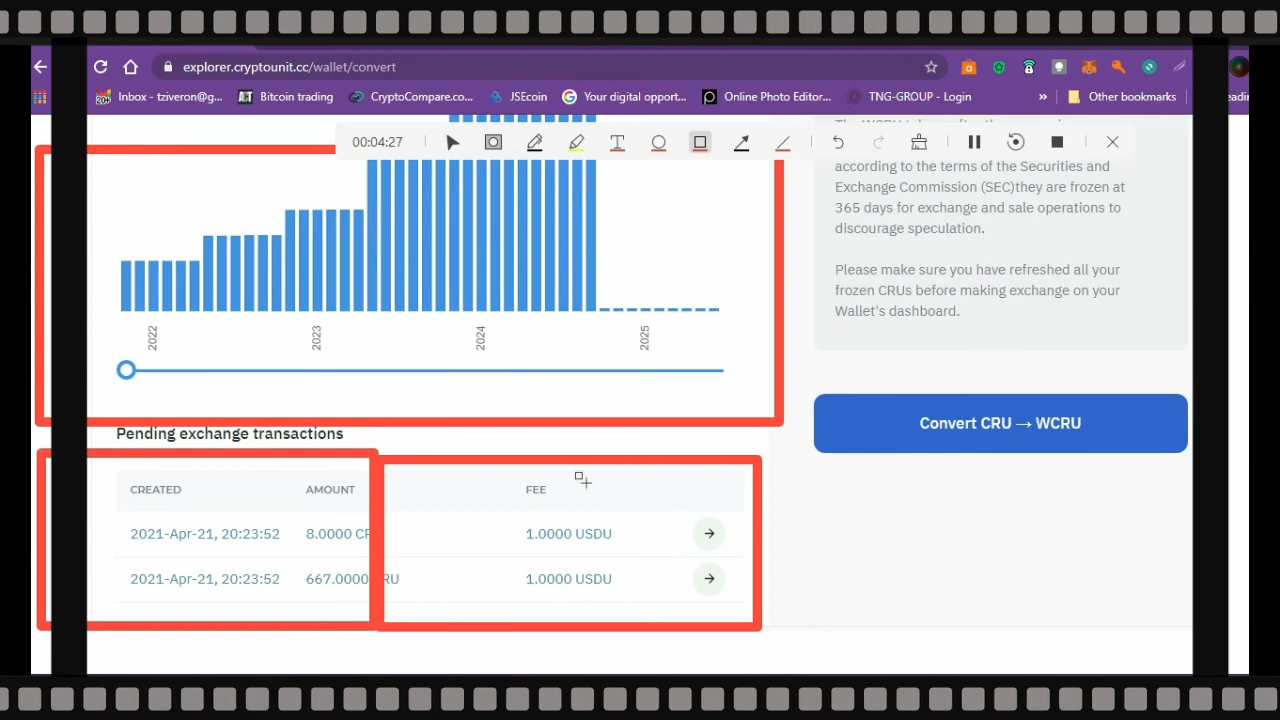 explorer.cryptounit.cc/wallet/convert
20+ Inbox - tziveron@g... Bitcoin trading CryptoCompare.co... JSEcoin Your digital opport... Online Photo Editor... TNG-GROUP - Login » Other bookmarks
00:04:27
according to the terms of the Securities and
Exchange Commission (SEC)they are frozen at
365 days for exchange and sale operations to
discourage speculation.
Please make sure you have refreshed all your
frozen CRUs before making exchange on your
Wallet's dashboard.
2022 2023 2024 2025
Convert CRU → WCRU
Pending exchange transactions
CREATED AMOUNT FEE
2021-Apr-21, 20:23:52 8.0000 1.0000 USDU
2021-Apr-21, 20:23:52 667.0000 RU 1.0000 USDU